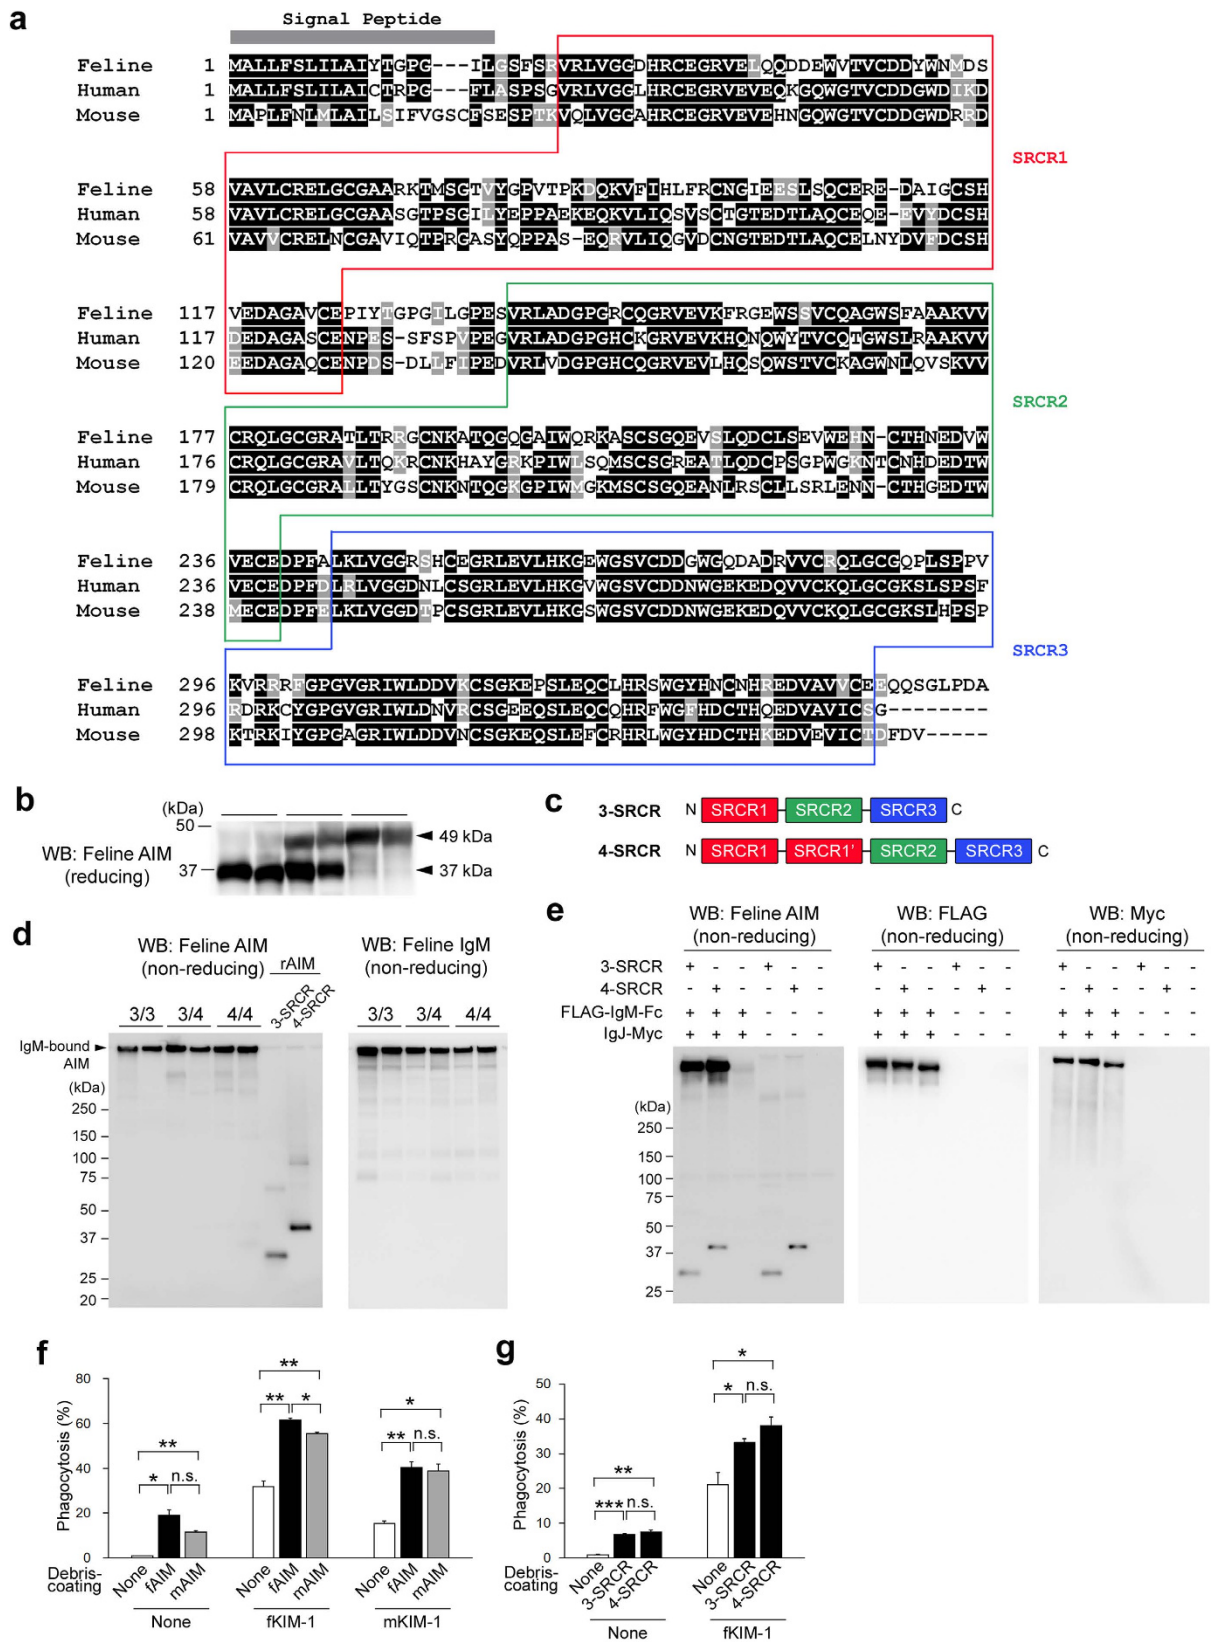 a
Signal Peptide
Feline 1 MALLFSLILAIYTGPG---ILGSFSRVRLVGGDHRCEGRVELQQDDEWVTVCDDYWNMDS
Human 1 MALLFSLILAICTRPG---FLASPSGVRLVGGLHRCEGRVEVEQKGQWGTVCDDGWDIKD
Mouse 1 MAPLFNLMLAILSIFVGSCFSESPTKVQLVGGAHRCEGRVEVEHNGQWGTVCDDGWDRRD
SRCR1
Feline 58 VAVLCRELGCGAARKTMSGTVYGPVTPKDQKVFIHLFRCNGIEESLSQCERE-DAIGCSH
Human 58 VAVLCRELGCGAASGTPSGILYEPPAEKEQKVLIQSVSCTGTEDTLAQCEQE-EVYDCSH
Mouse 61 VAVVCRELNCGAVIQTPRGASYQPPAS-EQRVLIQGVDCNGTEDTLAQCELNYDVFDCSH
Feline 117 VEDAGAVCEPIYTGPGILGPESVRLADGPGRCQGRVEVKFRGEWSSVCQAGWSFAAAKVV
Human 117 DEDAGASCENPES-SFSPVPEGVRLADGPGHCKGRVEVKHQNQWYTVCQTGWSLRAAKVV
Mouse 120 EEDAGAQCENPDS-DLLFIPEDVRLVDGPGHCQGRVEVLHQSQWSTVCKAGWNLQVSKVV
SRCR2
Feline 177 CRQLGCGRATLTRRGCNKATQGQGAIWQRKASCSGQEVSLQDCLSEVWEHN-CTHNEDVW
Human 176 CRQLGCGRAVLTQKRCNKHAYGRKPIWLSQMSCSGREATLQDCPSGPWGKNTCNHDEDTW
Mouse 179 CRQLGCGRALLTYGSCNKNTQGKGPIWMGKMSCSGQEANLRSCLLSRLENN-CTHGEDTW
Feline 236 VECEDPFALKLVGGRSHCEGRLEVLHKGEWGSVCDDGWGQDADRVVCRQLGCGQPLSPPV
Human 236 VECEDPFDLRLVGGDNLCSGRLEVLHKGVWGSVCDDNWGEKEDQVVCKQLGCGKSLSPSF
Mouse 238 MECEDPFELKLVGGDTPCSGRLEVLHKGSWGSVCDDNWGEKEDQVVCKQLGCGKSLHPSP
SRCR3
Feline 296 KVRRRFGPGVGRIWLDDVKCSGKEPSLEQCLHRSWGYHNCNHREDVAVVCEEQQSGLPDA
Human 296 RDRKCYGPGVGRIWLDNVRCSGEEQSLEQCQHRFWGFHDCTHQEDVAVICSG--------
Mouse 298 KTRKIYGPGAGRIWLDDVNCSGKEQSLEFCRHRLWGYHDCTHKEDVEVICTDFDV-----
b
(kDa)
50
37
WB: Feline AIM
(reducing)
49 kDa
37 kDa
c
3-SRCR N SRCR1 SRCR2 SRCR3 C
4-SRCR N SRCR1 SRCR1' SRCR2 SRCR3 C
d
WB: Feline AIM
(non-reducing)
rAIM
3-SRCR
4-SRCR
3/3 3/4 4/4
IgM-bound
AIM
(kDa)
250
150
100
75
50
37
25
20
WB: Feline IgM
(non-reducing)
3/3 3/4 4/4
e
WB: Feline AIM
(non-reducing)
WB: FLAG
(non-reducing)
WB: Myc
(non-reducing)
3-SRCR + - - + - - + - - + - - + - - + - -
4-SRCR - + - - + - - + - - + - - + - - + -
FLAG-IgM-Fc + + + - - - + + + - - - + + + - - -
IgJ-Myc + + + - - - + + + - - - + + + - - -
(kDa)
250
150
100
75
50
37
25
f
Phagocytosis (%)
80
60
40
20
0
** * n.s.
** ** *
* ** n.s.
Debris-
coating
None fAIM mAIM None fAIM mAIM None fAIM mAIM
None fKIM-1 mKIM-1
g
Phagocytosis (%)
50
40
30
20
10
0
** *** n.s.
* * n.s.
Debris-
coating
None 3-SRCR 4-SRCR None 3-SRCR 4-SRCR
None fKIM-1